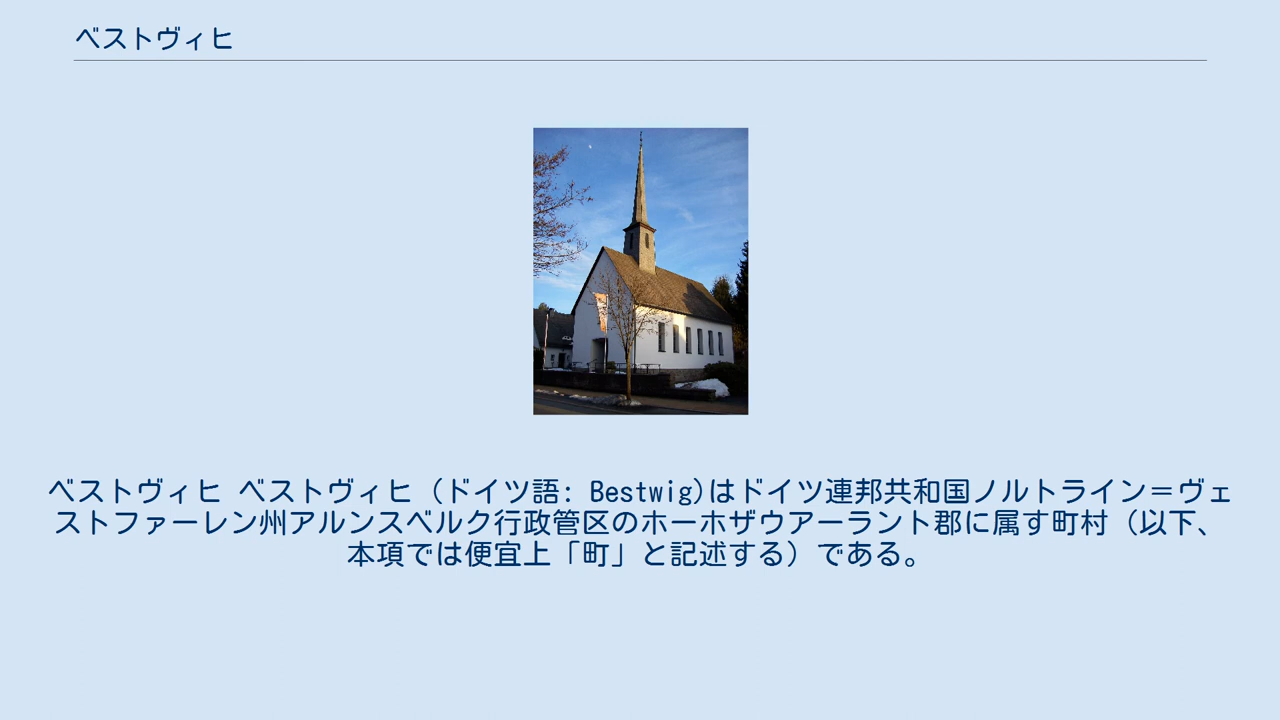 ベストヴィヒ
ベストヴィヒ ベストヴィヒ（ドイツ語: Bestwig)はドイツ連邦共和国ノルトライン＝ヴェ
ストファーレン州アルンスベルク行政管区のホーホザウアーラント郡に属す町村（以下、
本項では便宜上「町」と記述する）である。